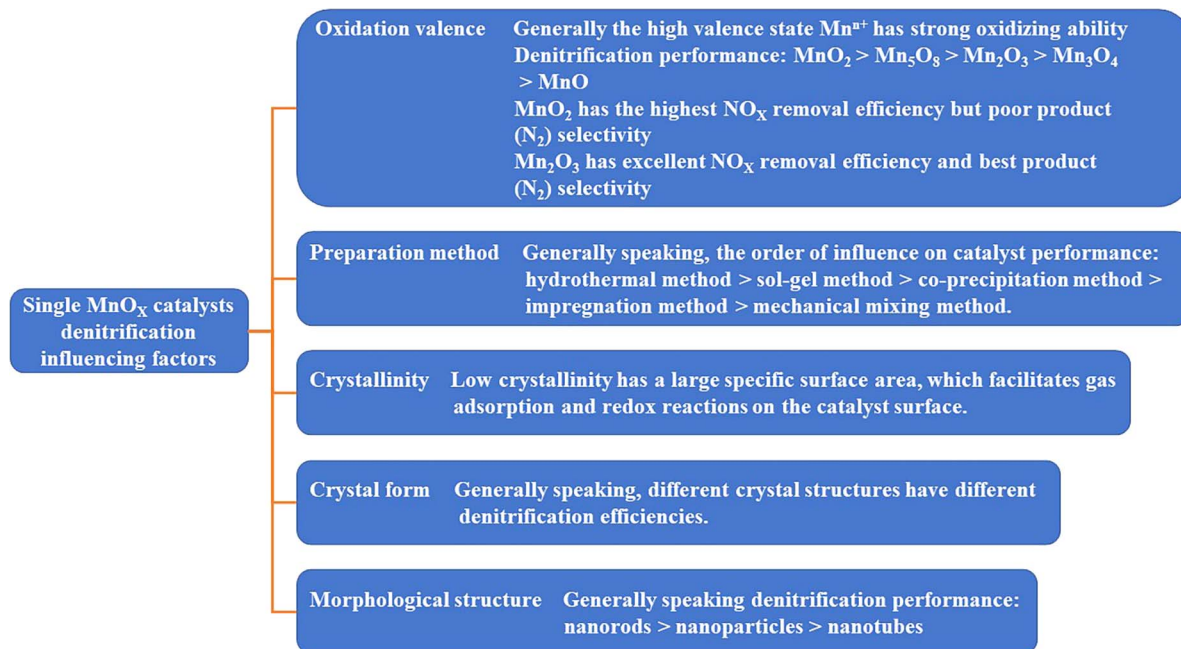 Single MnOₓ catalysts
denitrification
influencing factors
Oxidation valence Generally the high valence state Mnⁿ⁺ has strong oxidizing ability
Denitrification performance: MnO₂ > Mn₅O₈ > Mn₂O₃ > Mn₃O₄
> MnO
MnO₂ has the highest NOₓ removal efficiency but poor product
(N₂) selectivity
Mn₂O₃ has excellent NOₓ removal efficiency and best product
(N₂) selectivity
Preparation method Generally speaking, the order of influence on catalyst performance:
hydrothermal method > sol-gel method > co-precipitation method >
impregnation method > mechanical mixing method.
Crystallinity Low crystallinity has a large specific surface area, which facilitates gas
adsorption and redox reactions on the catalyst surface.
Crystal form Generally speaking, different crystal structures have different
denitrification efficiencies.
Morphological structure Generally speaking denitrification performance:
nanorods > nanoparticles > nanotubes